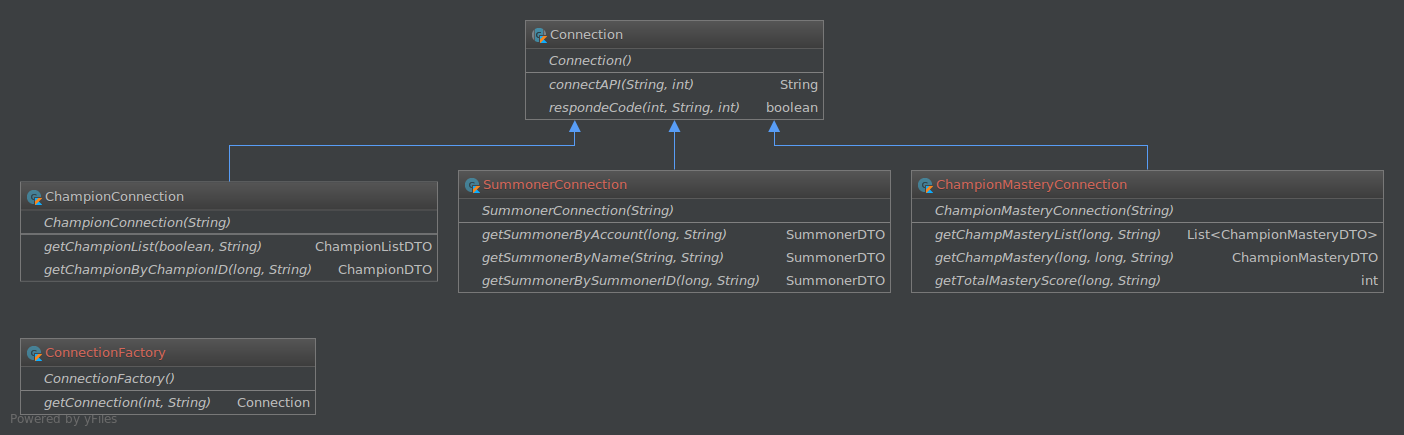 Connection
Connection()
connectAPI(String, int) String
respondeCode(int, String, int) boolean
ChampionConnection
ChampionConnection(String)
getChampionList(boolean, String) ChampionListDTO
getChampionByChampionID(long, String) ChampionDTO
SummonerConnection
SummonerConnection(String)
getSummonerByAccount(long, String) SummonerDTO
getSummonerByName(String, String) SummonerDTO
getSummonerBySummonerID(long, String) SummonerDTO
ChampionMasteryConnection
ChampionMasteryConnection(String)
getChampMasteryList(long, String) List<ChampionMasteryDTO>
getChampMastery(long, long, String) ChampionMasteryDTO
getTotalMasteryScore(long, String) int
ConnectionFactory
ConnectionFactory()
getConnection(int, String) Connection
Powered by yFiles